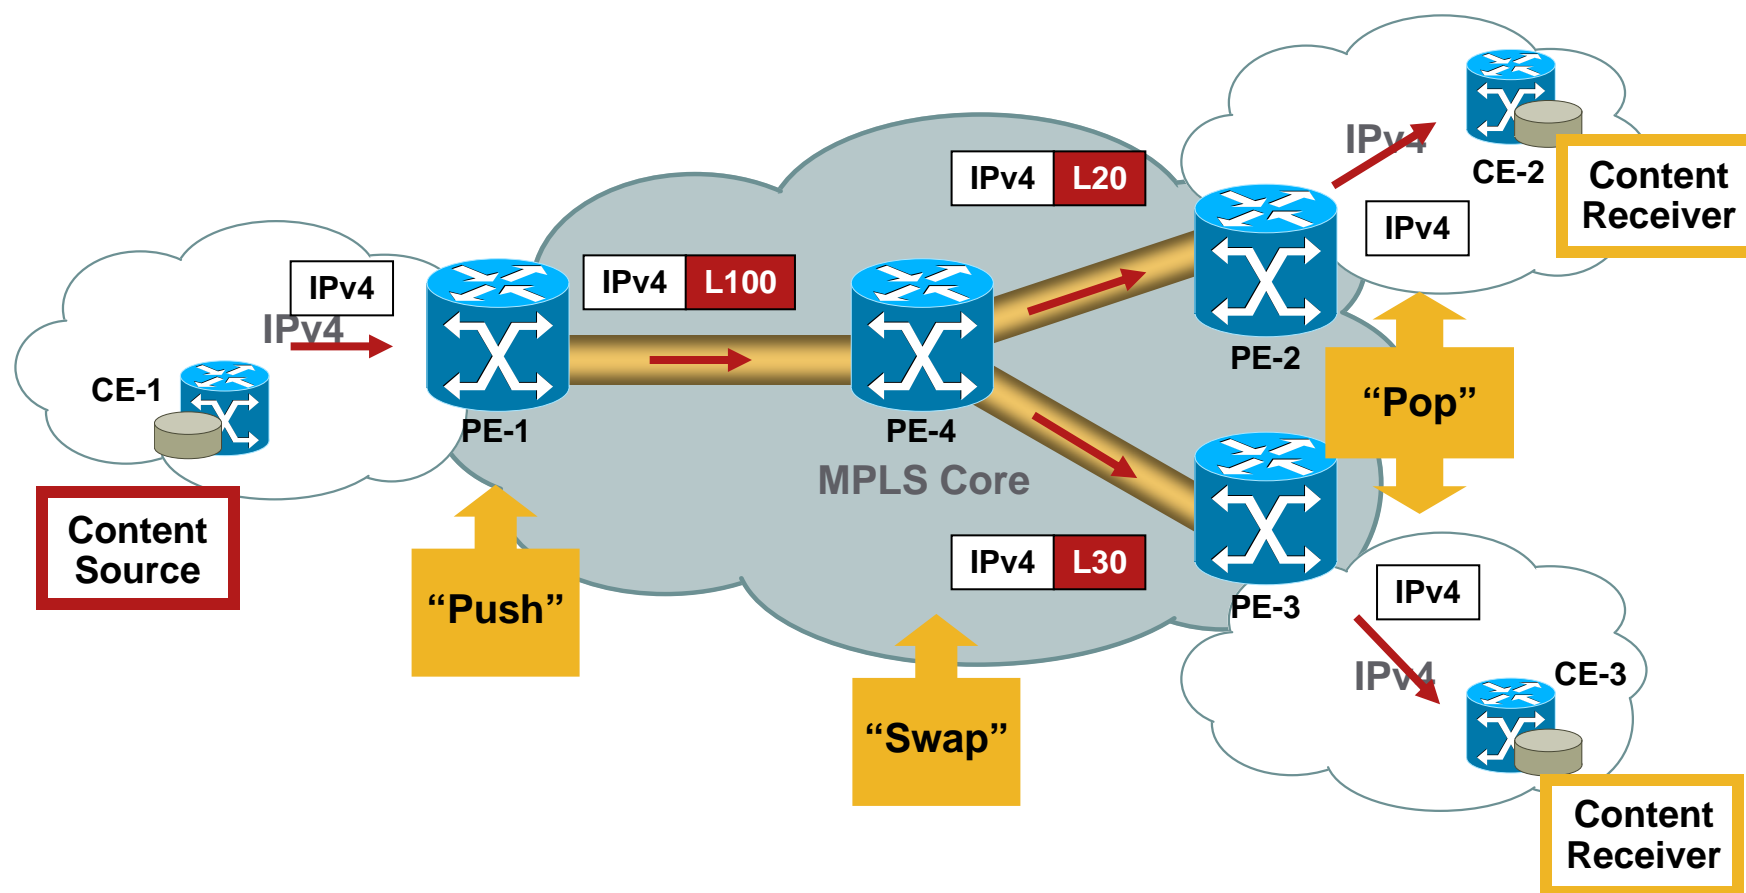 IPv4
CE-2
Content
Receiver
IPv4
L20
IPv4
IPv4
L100
IPv4
IPv4
PE-2
CE-1
“Pop”
PE-1
PE-4
MPLS Core
Content
Source
IPv4
L30
IPv4
“Push”
PE-3
IPv4
CE-3
“Swap”
Content
Receiver